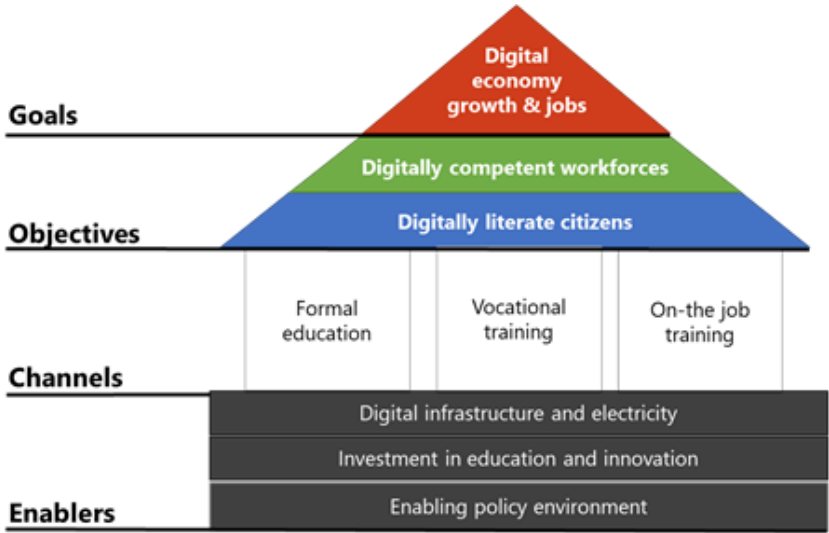 Digital
economy
growth & jobs
Goals
Digitally competent workforces
Digitally literate citizens
Objectives
Formal
education
Vocational
training
On-the job
training
Channels
Digital infrastructure and electricity
Investment in education and innovation
Enabling policy environment
Enablers